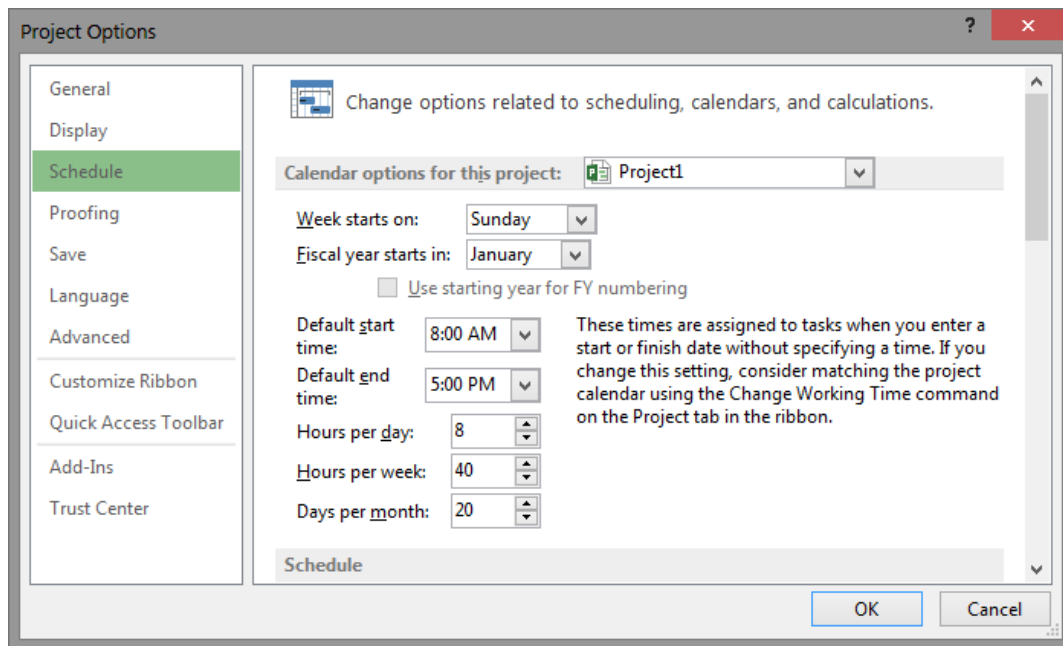 Project Options
?
General
Display
Schedule
Proofing
Save
Language
Advanced
Customize Ribbon
Quick Access Toolbar
Add-Ins
Trust Center
Change options related to scheduling, calendars, and calculations.
Calendar options for this project: Project1
Week starts on: Sunday
Fiscal year starts in: January
Use starting year for FY numbering
Default start
time: 8:00 AM
Default end
time: 5:00 PM
These times are assigned to tasks when you enter a
start or finish date without specifying a time. If you
change this setting, consider matching the project
calendar using the Change Working Time command
on the Project tab in the ribbon.
Hours per day: 8
Hours per week: 40
Days per month: 20
Schedule
OK
Cancel